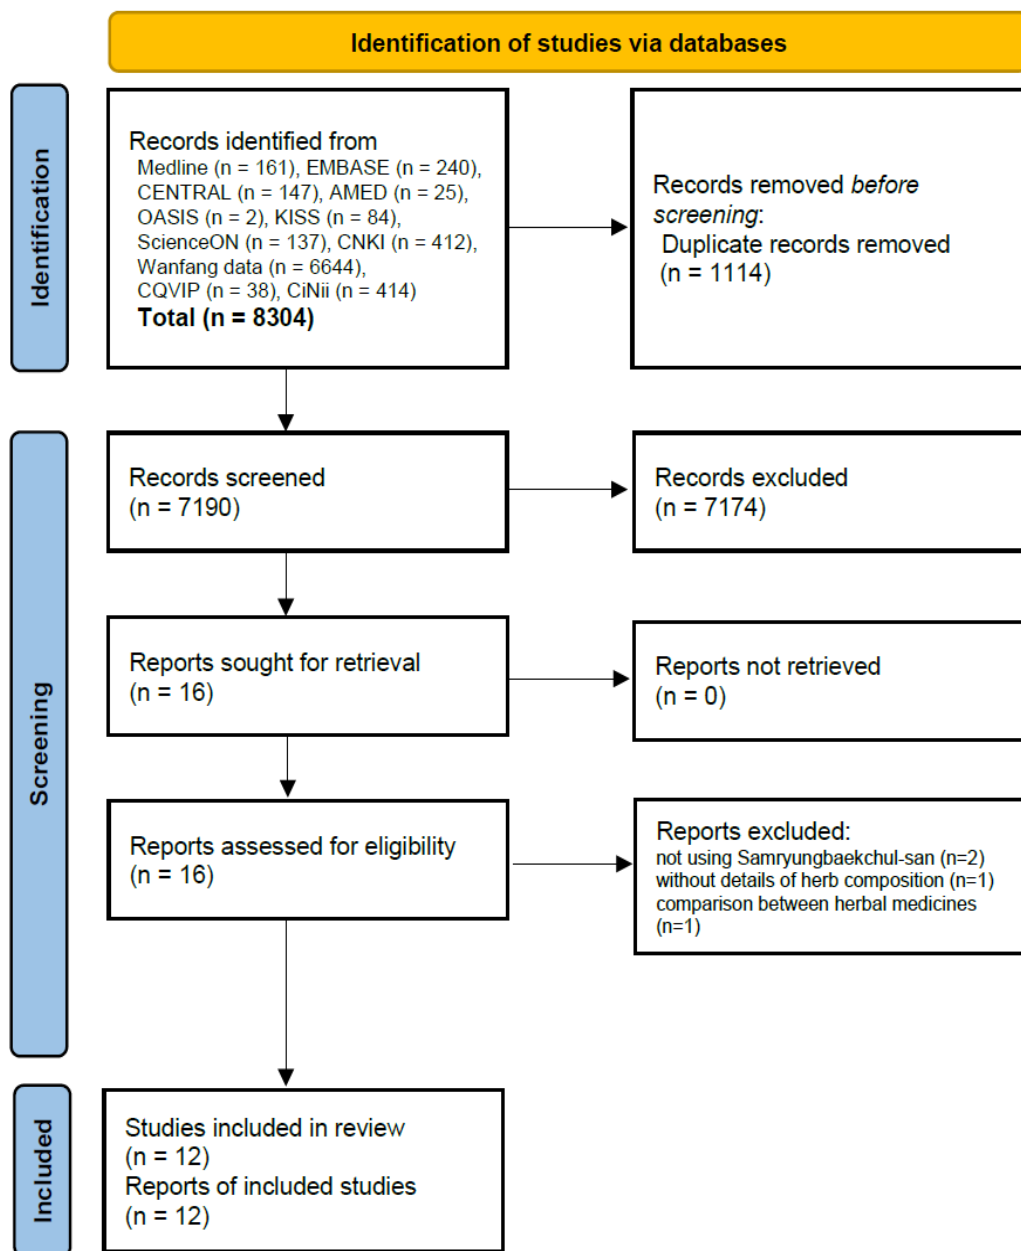 Identification of studies via databases
Identification
Records identified from
Medline (n = 161), EMBASE (n = 240),
CENTRAL (n = 147), AMED (n = 25),
OASIS (n = 2), KISS (n = 84),
ScienceON (n = 137), CNKI (n = 412),
Wanfang data (n = 6644),
CQVIP (n = 38), CiNii (n = 414)
Total (n = 8304)
Records removed before
screening:
Duplicate records removed
(n = 1114)
Screening
Records screened
(n = 7190)
Records excluded
(n = 7174)
Reports sought for retrieval
(n = 16)
Reports not retrieved
(n = 0)
Reports assessed for eligibility
(n = 16)
Reports excluded:
not using Samryungbaekchul-san (n=2)
without details of herb composition (n=1)
comparison between herbal medicines
(n=1)
Included
Studies included in review
(n = 12)
Reports of included studies
(n = 12)